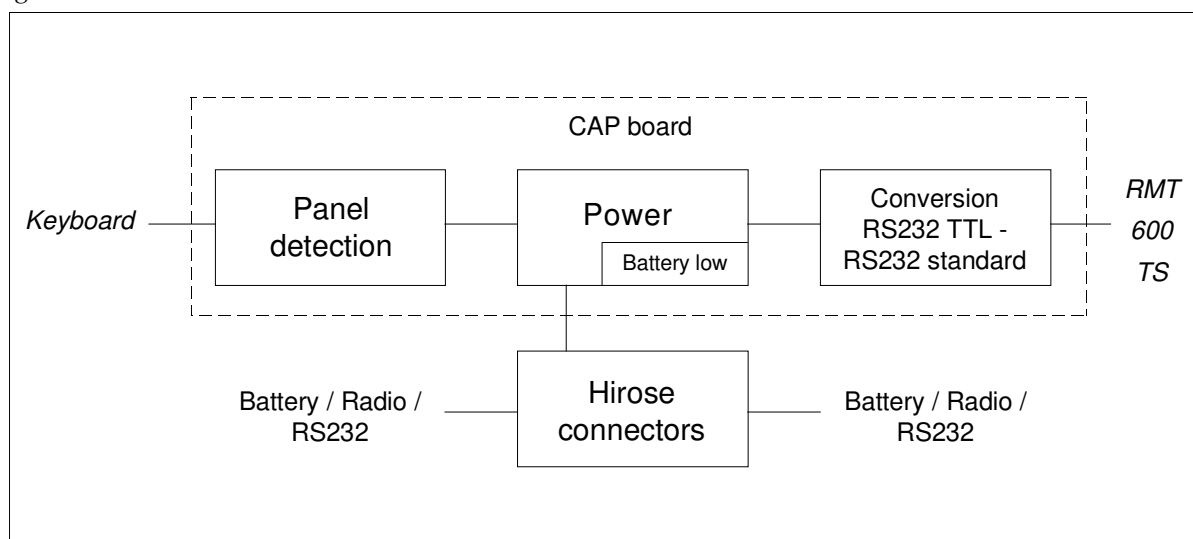 CAP board
Keyboard
Panel
detection
Power
Battery low
Conversion
RS232 TTL -
RS232 standard
RMT
600
TS
Battery / Radio /
RS232
Hirose
connectors
Battery / Radio /
RS232